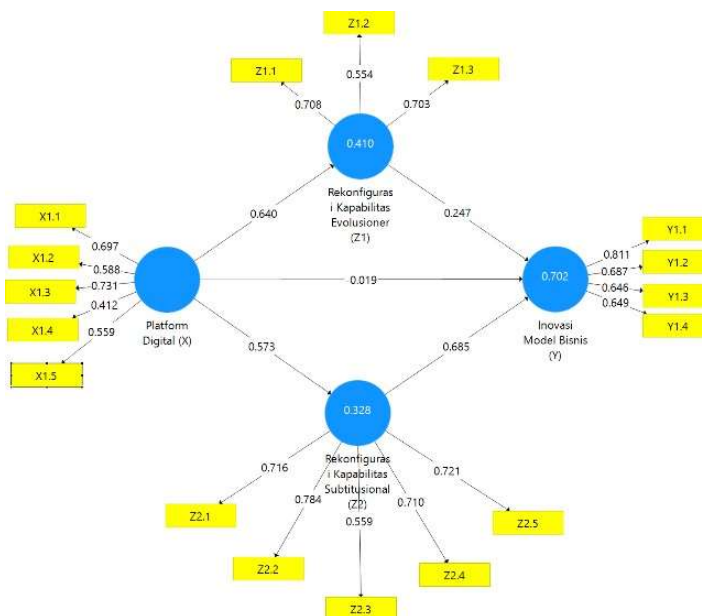 Z1.2
Z1.1
0.554
Z1.3
0.708
0.703
0.410
Rekonfiguras
i Kapabilitas
Evolusioner
(Z1)
X1.1
0.640
0.247
X1.2
0.697
Y1.1
0.588
0.811
X1.3
0.731
0.019
0.702
0.687
Y1.2
X1.4
0.412
0.646
Y1.3
0.559
0.649
Y1.4
X1.5
Platform
Digital (X)
Inovasi
Model Bisnis
(Y)
0.573
0.685
0.328
Rekonfiguras
i Kapabilitas
Subtitusional
(Z2)
0.716
0.721
0.784
0.710
Z2.1
0.559
Z2.5
Z2.2
Z2.4
Z2.3